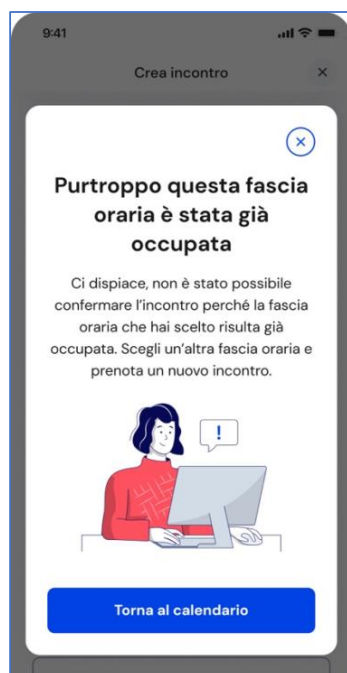 9:41
Crea incontro
Purtroppo questa fascia
oraria è stata già
occupata
Ci dispiace, non è stato possibile
confermare l'incontro perché la fascia
oraria che hai scelto risulta già
occupata. Scegli un'altra fascia oraria e
prenota un nuovo incontro.
!
Torna al calendario